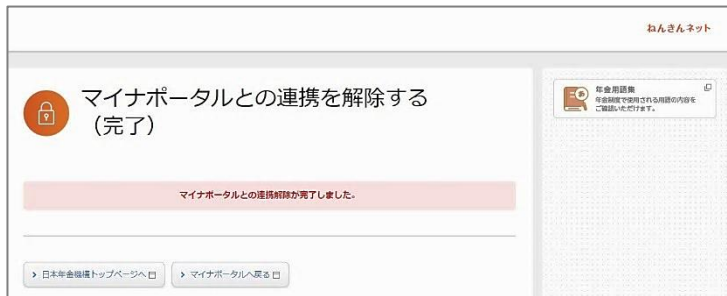 ねんきんネット
マイナポータルとの連携を解除する
（完了）
マイナポータルとの連携解除が完了しました。
日本年金機構トップページへ
マイナポータルへ戻る
年金用語集
年金制度で使用される用語の内容を
ご確認いただけます。